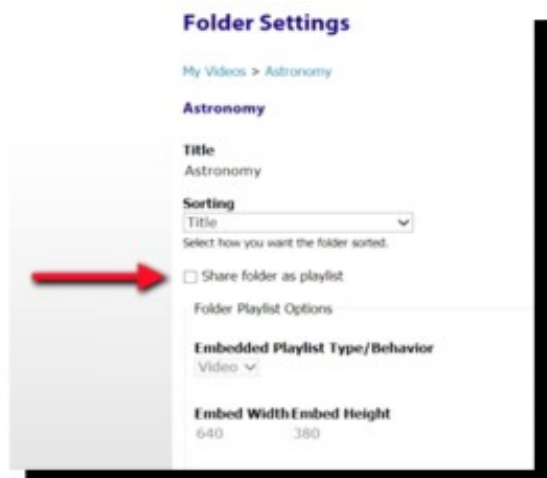 Folder Settings
My Videos > Astronomy
Astronomy
Title
Astronomy
Sorting
Title
Select how you want the folder sorted.
Share folder as playlist
Folder Playlist Options
Embedded Playlist Type/Behavior
Video
Embed Width Embed Height
640 380